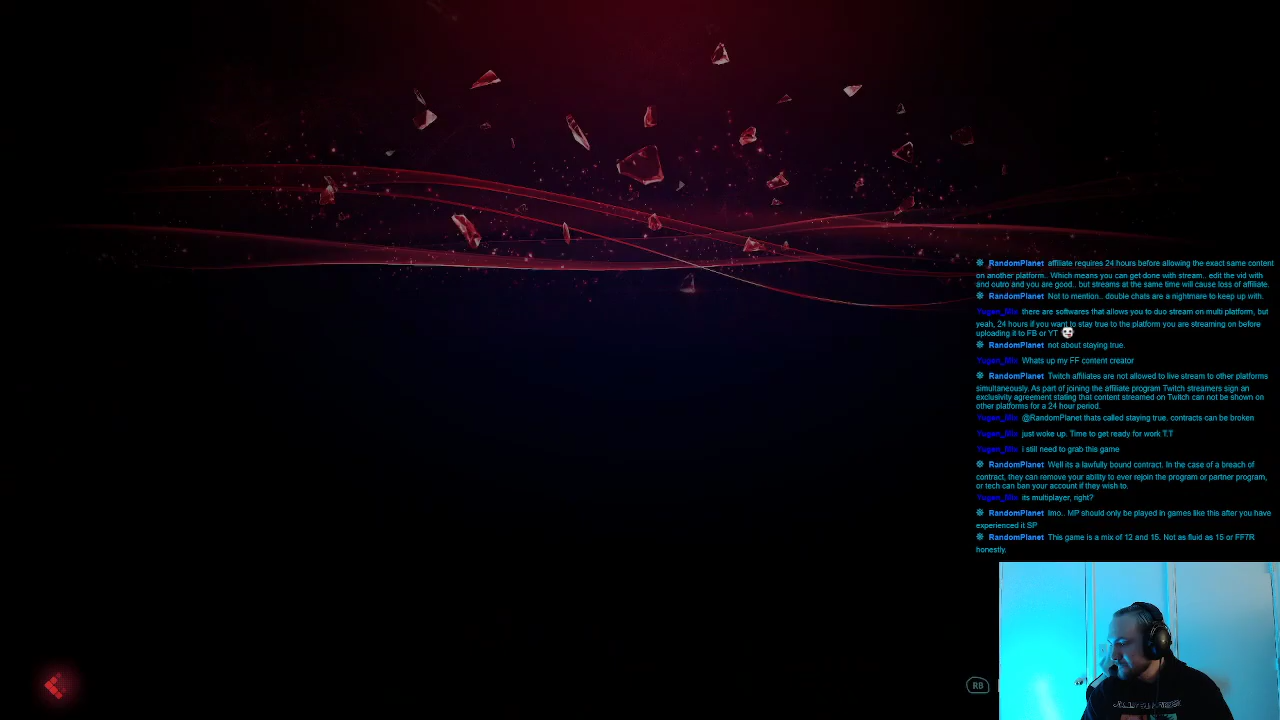 RandomPlanet affiliate requires 24 hours before allowing the exact same content
on another platform.. Which means you can get done with stream.. edit the vid with
and outro and you are good.. but streams at the same time will cause loss of affiliate.
RandomPlanet Not to mention.. double chats are a nightmare to keep up with.
there are softwares that allows you to duo stream on multi platform, but
yeah, 24 hours if you want to stay true to the platform you are streaming on before
uploading it to FB or YT
RandomPlanet not about staying true.
Whats up my FF content creator
RandomPlanet Twitch affiliates are not allowed to live stream to other platforms
simultaneously. As part of joining the affiliate program Twitch streamers sign an
exclusivity agreement stating that content streamed on Twitch can not be shown on
other platforms for a 24 hour period.
@RandomPlanet thats called staying true. contracts can be broken
just woke up. Time to get ready for work T.T
i still need to grab this game
RandomPlanet Well its a lawfully bound contract. In the case of a breach of
contract, they can remove your ability to ever rejoin the program or partner program,
or tech can ban your account if they wish to.
its multiplayer, right?
RandomPlanet Imo.. MP should only be played in games like this after you have
experienced it SP
RandomPlanet This game is a mix of 12 and 15. Not as fluid as 15 or FF7R
honestly.
RB